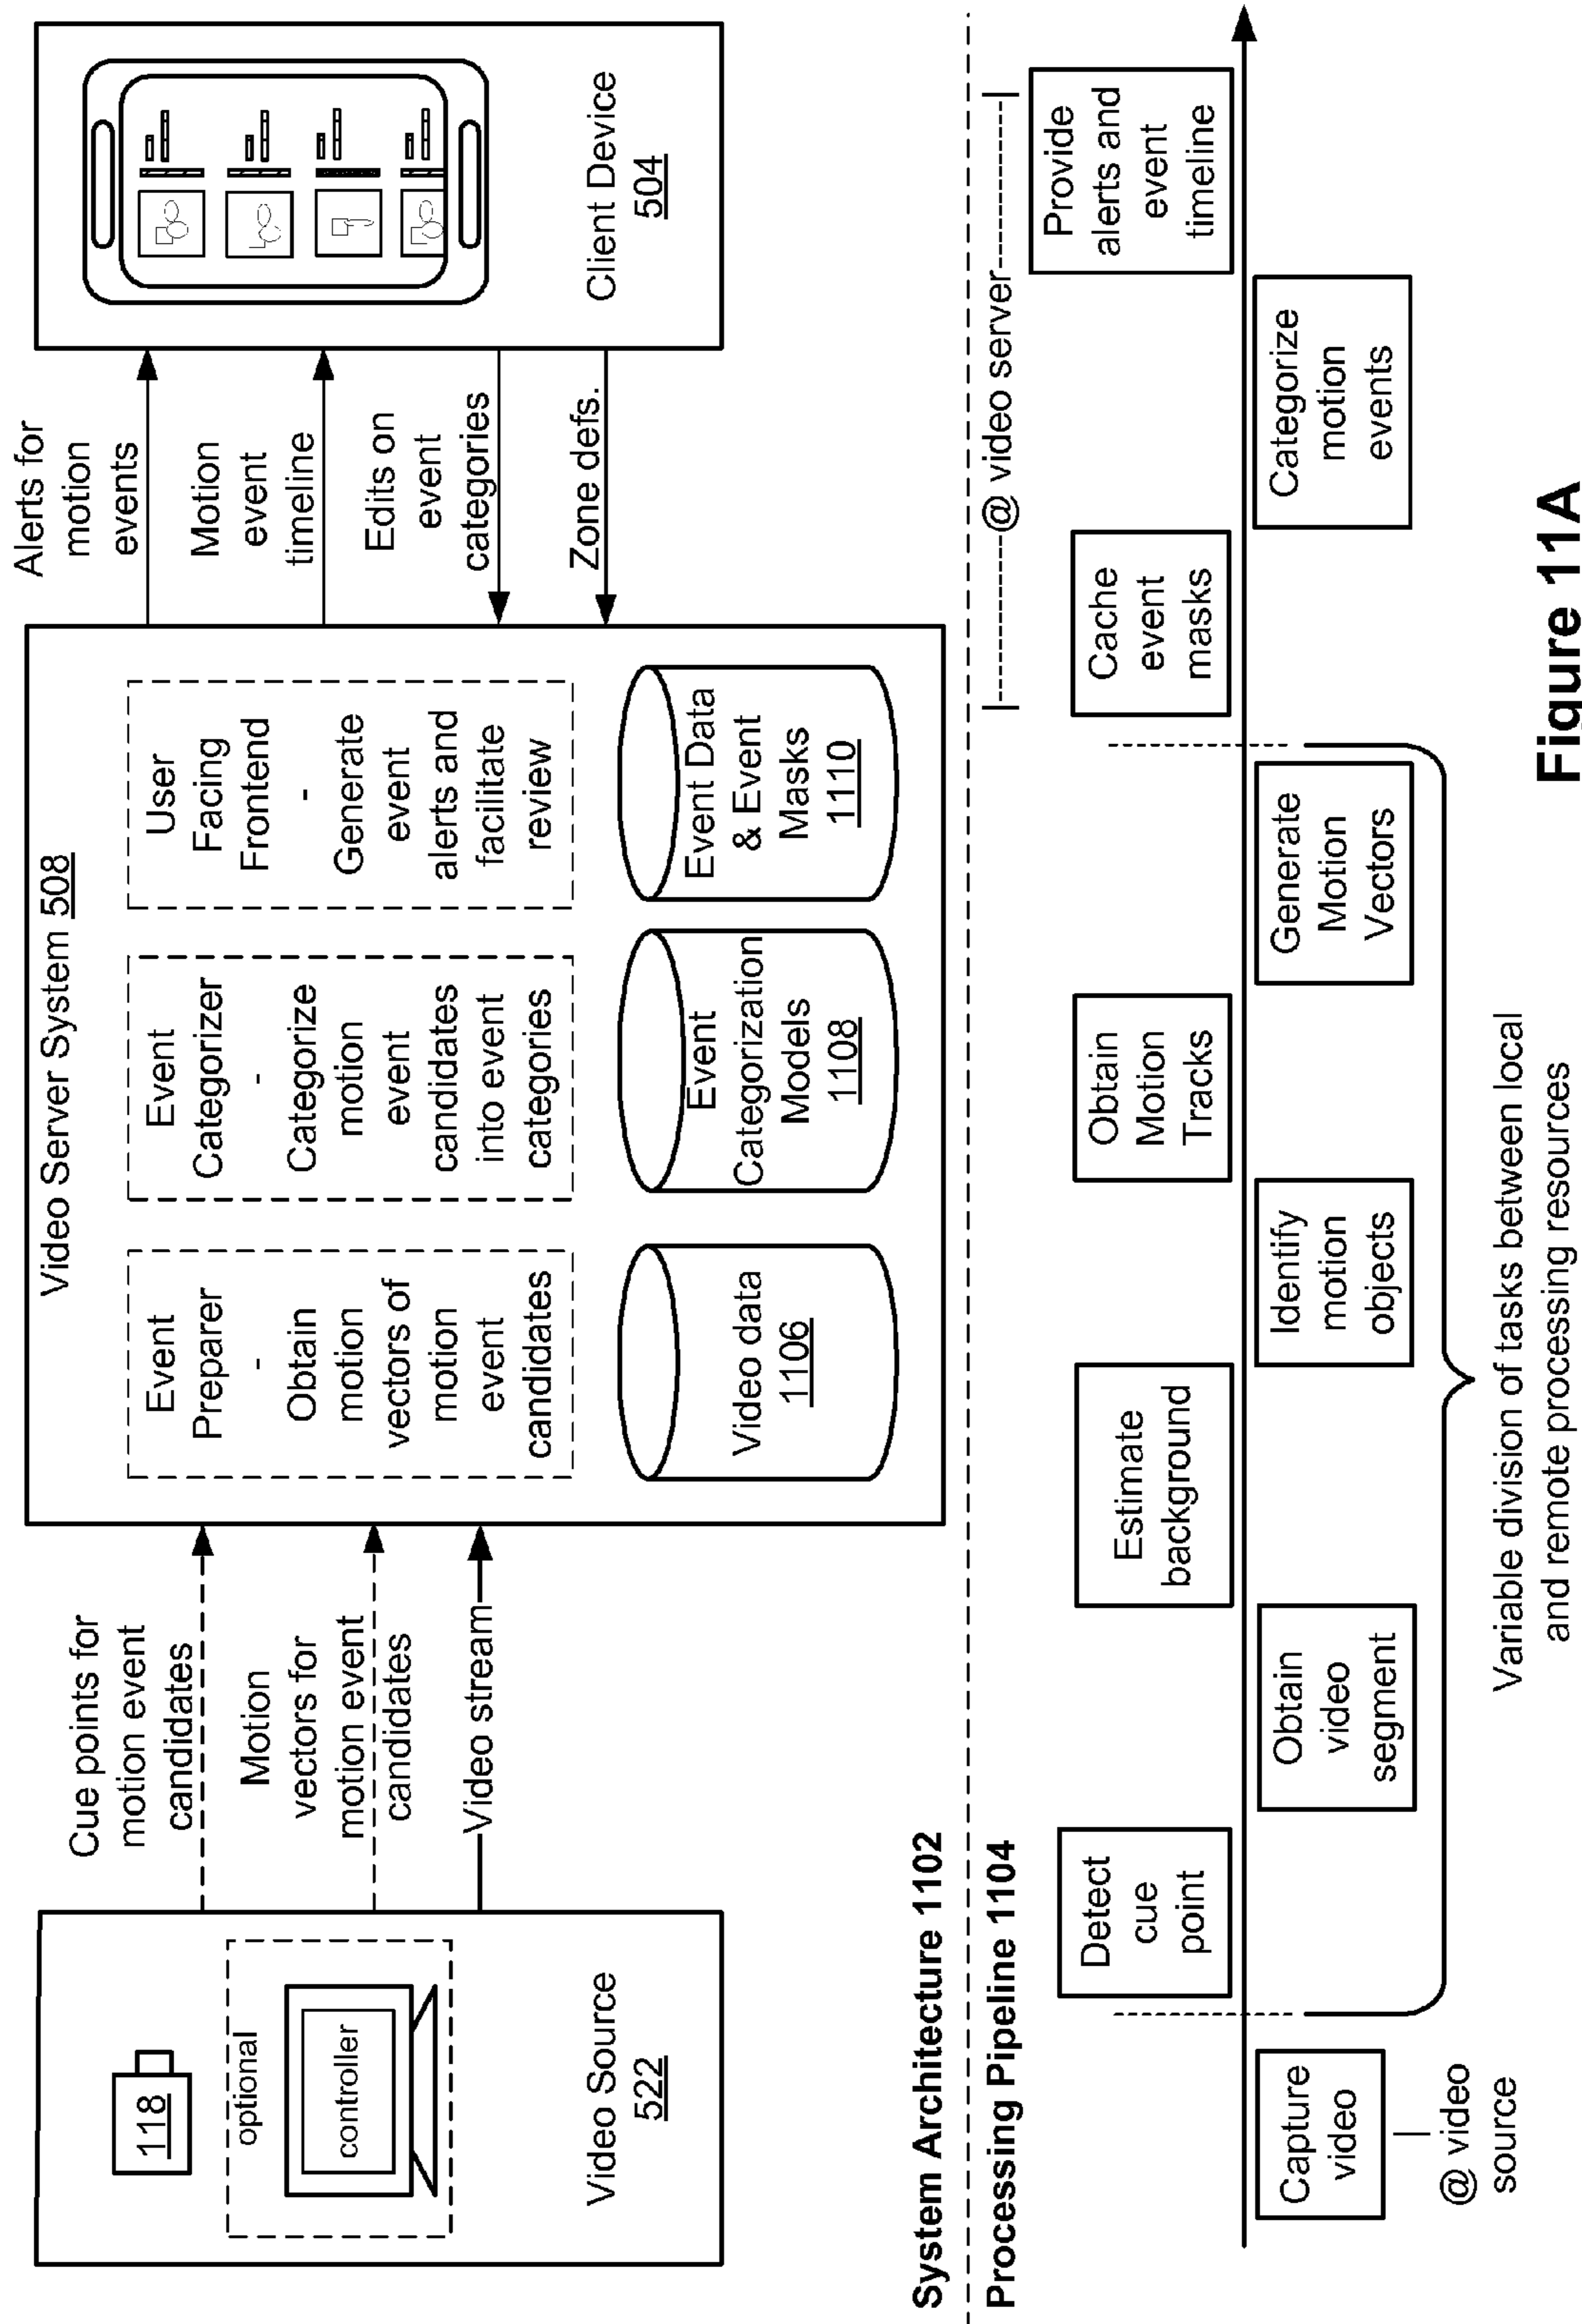 118
optional
controller
Video Source
522
Cue points for
motion event
candidates
Motion
vectors for
motion event
candidates
Video stream
Video Server System 508
Event
Preparer
-
Obtain
motion
vectors of
motion
event
candidates
Event
Categorizer
-
Categorize
motion
event
candidates
into event
categories
User
Facing
Frontend
-
Generate
event
alerts and
facilitate
review
Video data
1106
Event
Categorization
Models
1108
Event Data
& Event
Masks
1110
Alerts for
motion
events
Motion
event
timeline
Edits on
event
categories
Zone defs.
Client Device
504
System Architecture 1102
Processing Pipeline 1104
@ video server
Capture
video
@ video
source
Detect
cue
point
Obtain
video
segment
Estimate
background
Identify
motion
objects
Obtain
Motion
Tracks
Generate
Motion
Vectors
Cache
event
masks
Categorize
motion
events
Provide
alerts and
event
timeline
Variable division of tasks between local
and remote processing resources
Figure 11A